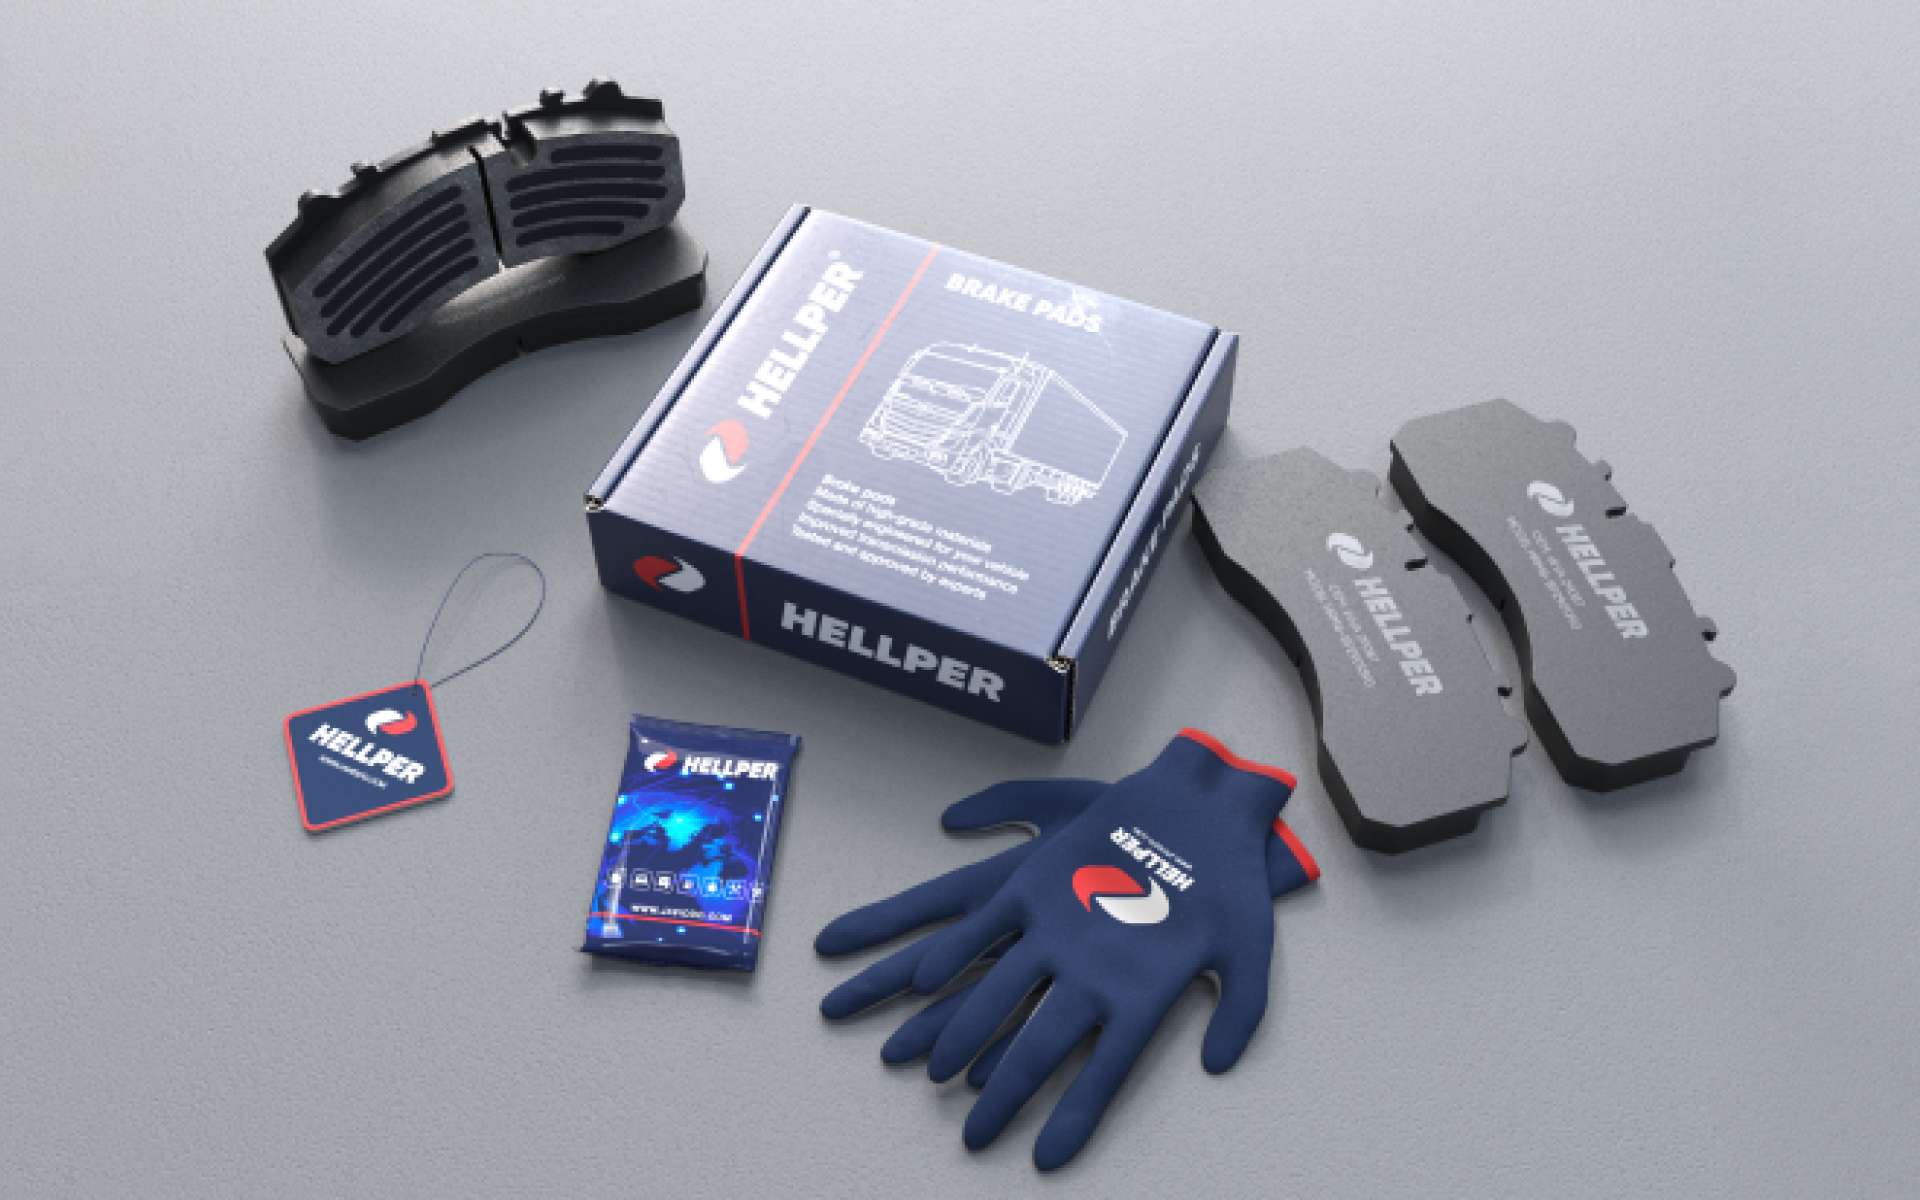 HELLPER®
BRAKE PADS
Brake pads
Made of high-grade materials
Specially engineered for your vehicle
Improved transmission performance
Tested and approved by experts
HELLPER
BRAKE PADS
HELLPER
HELLPER
HELLPER
HELLPER
HELLPER